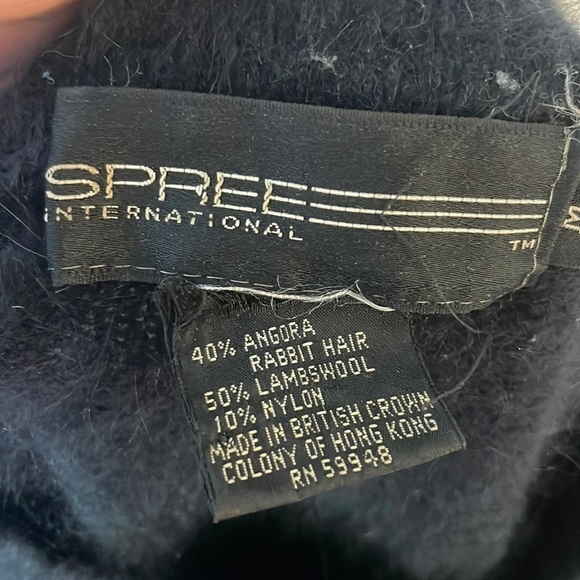 SPREE
INTERNATIONAL
TM
40% ANGORA
RABBIT HAIR
50% LAMBSWOOL
10% NYLON
MADE IN BRITISH CROWN
COLONY OF HONG KONG
RN 59948